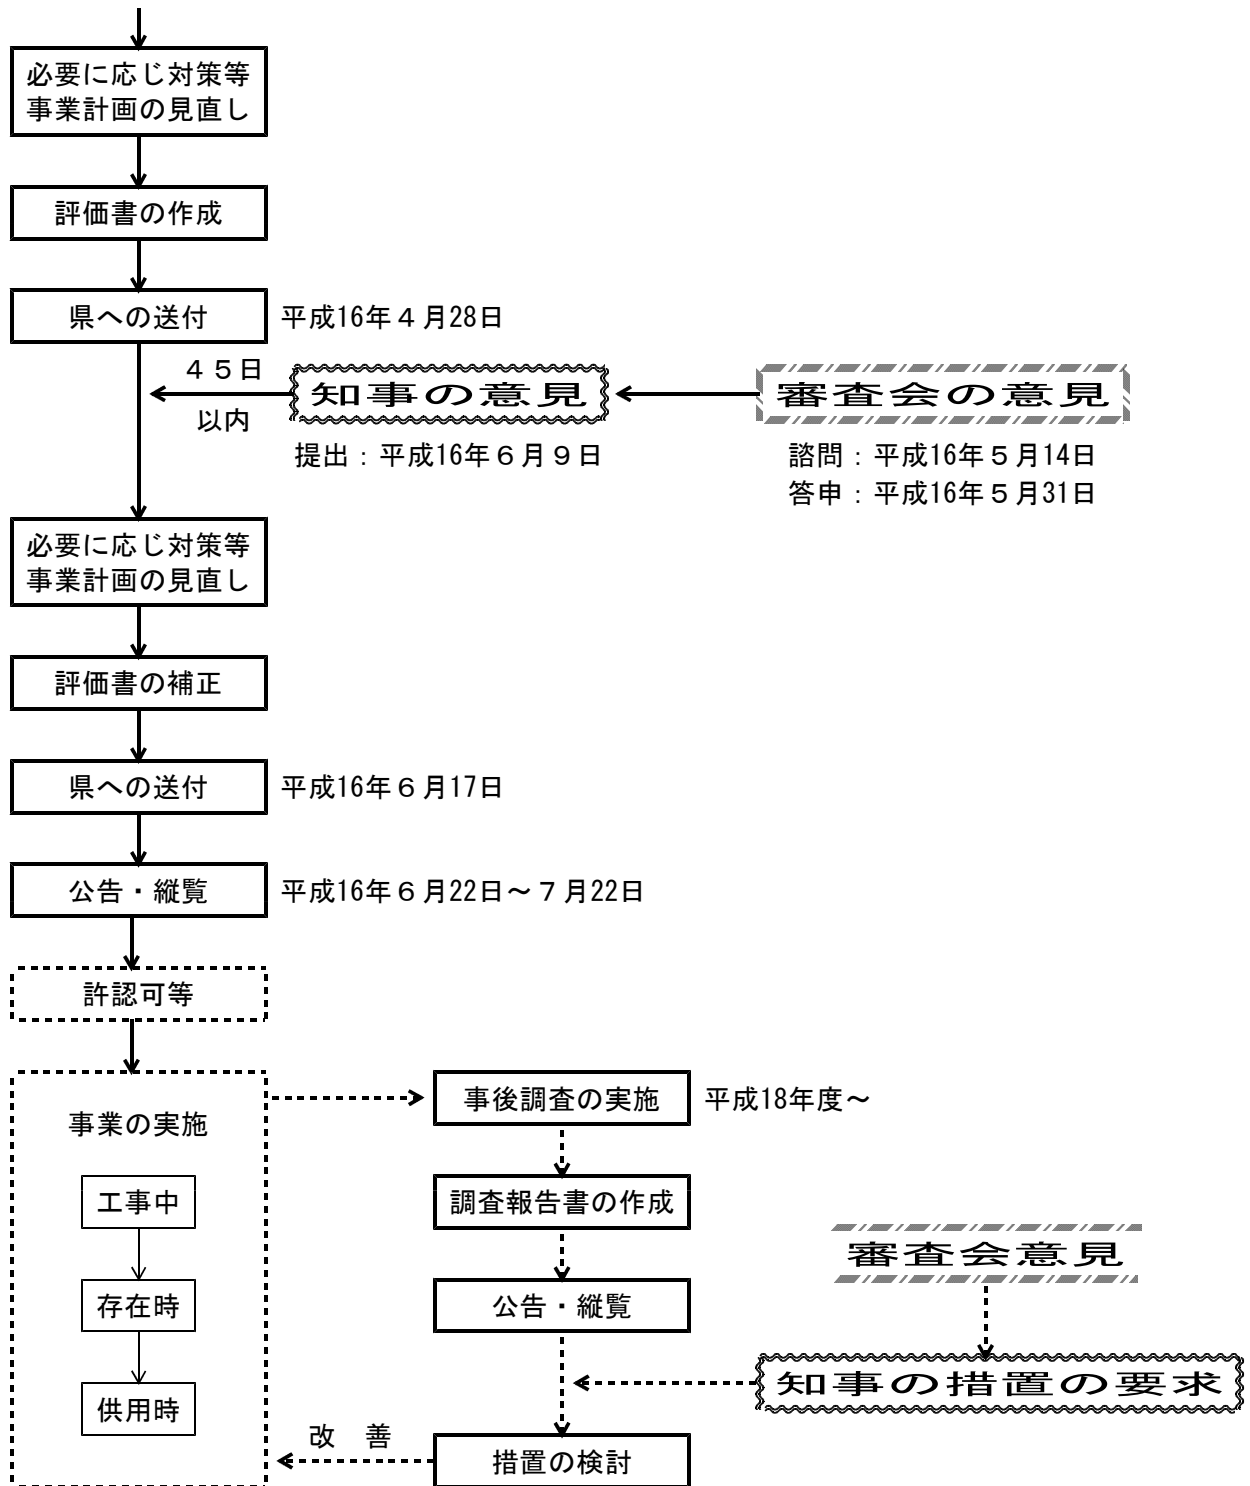 必要に応じ対策等
事業計画の見直し
評価書の作成
県への送付 平成16年４月28日
４５日
以内
知事の意見
審査会の意見
提出：平成16年６月９日
諮問：平成16年５月14日
答申：平成16年５月31日
必要に応じ対策等
事業計画の見直し
評価書の補正
県への送付 平成16年６月17日
公告・縦覧 平成16年６月22日～７月22日
許認可等
事業の実施
工事中
存在時
供用時
事後調査の実施 平成18年度～
調査報告書の作成
公告・縦覧
審査会意見
知事の措置の要求
措置の検討
改　善